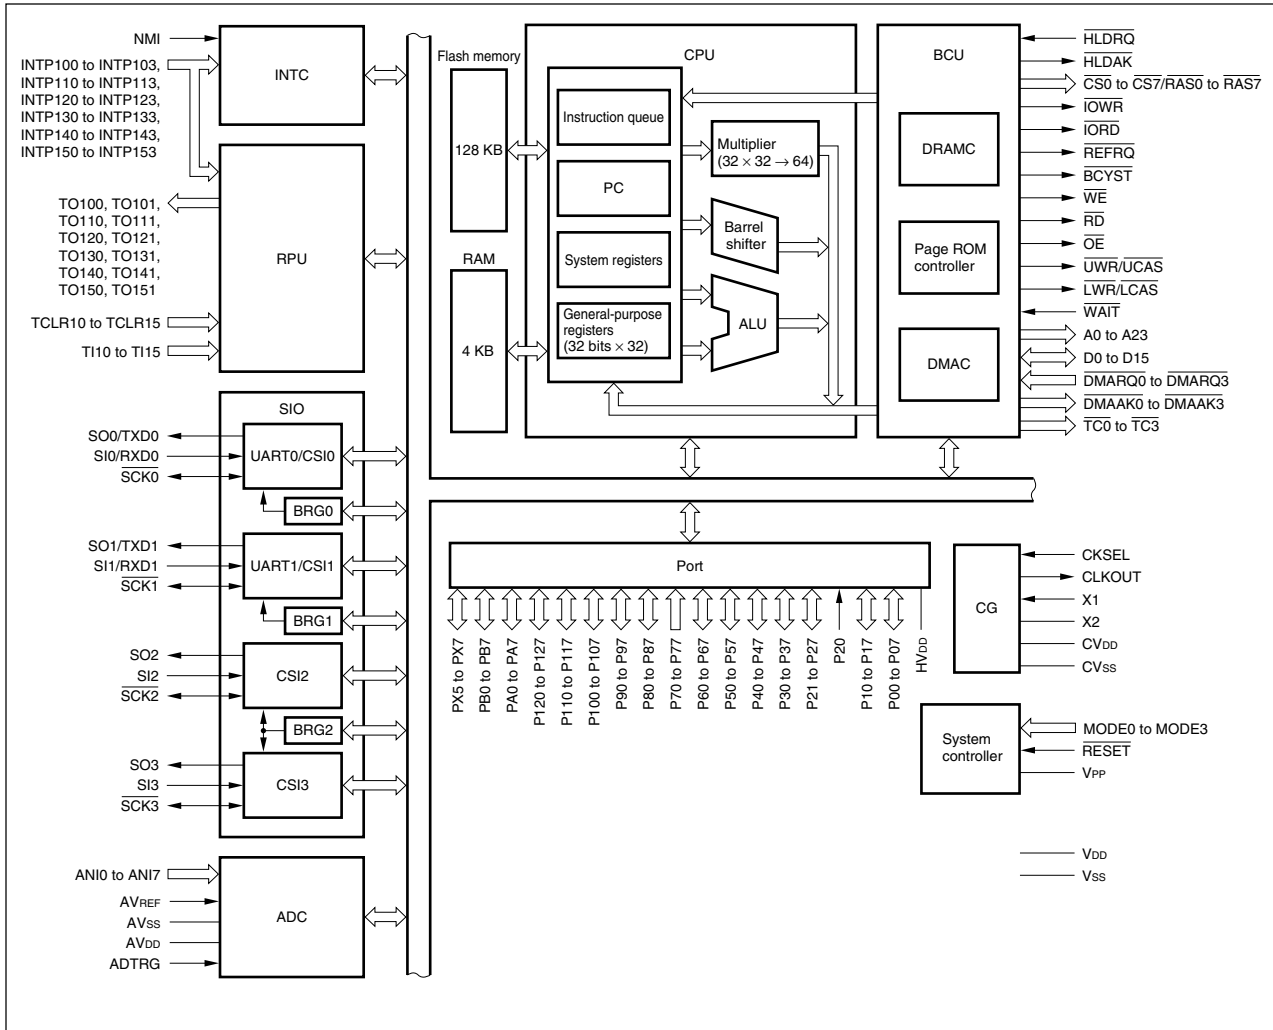 NMI
INTP100 to INTP103,
INTP110 to INTP113,
INTP120 to INTP123,
INTP130 to INTP133,
INTP140 to INTP143,
INTP150 to INTP153
TO100, TO101,
TO110, TO111,
TO120, TO121,
TO130, TO131,
TO140, TO141,
TO150, TO151
TCLR10 to TCLR15
TI10 to TI15
INTC
RPU
SIO
SO0/TXD0
SI0/RXD0
SCK0
UART0/CSI0
BRG0
SO1/TXD1
SI1/RXD1
SCK1
UART1/CSI1
BRG1
SO2
SI2
SCK2
CSI2
BRG2
SO3
SI3
SCK3
CSI3
ANI0 to ANI7
AVREF
AVSS
AVDD
ADTRG
ADC
Flash memory
128 KB
RAM
4 KB
CPU
Instruction queue
PC
System registers
General-purpose
registers
(32 bits × 32)
Multiplier
(32 × 32 → 64)
Barrel
shifter
ALU
BCU
DRAMC
Page ROM
controller
DMAC
HLDRQ
HLDAK
CS0 to CS7/RAS0 to RAS7
IOWR
IORD
REFRQ
BCYST
WE
RD
OE
UWR/UCAS
LWR/LCAS
WAIT
A0 to A23
D0 to D15
DMARQ0 to DMARQ3
DMAAK0 to DMAAK3
TC0 to TC3
Port
PX5 to PX7
PB0 to PB7
PA0 to PA7
P120 to P127
P110 to P117
P100 to P107
P90 to P97
P80 to P87
P70 to P77
P60 to P67
P50 to P57
P40 to P47
P30 to P37
P21 to P27
P20
P10 to P17
P00 to P07
HVDD
CG
CKSEL
CLKOUT
X1
X2
CVDD
CVSS
System
controller
MODE0 to MODE3
RESET
VPP
VDD
VSS